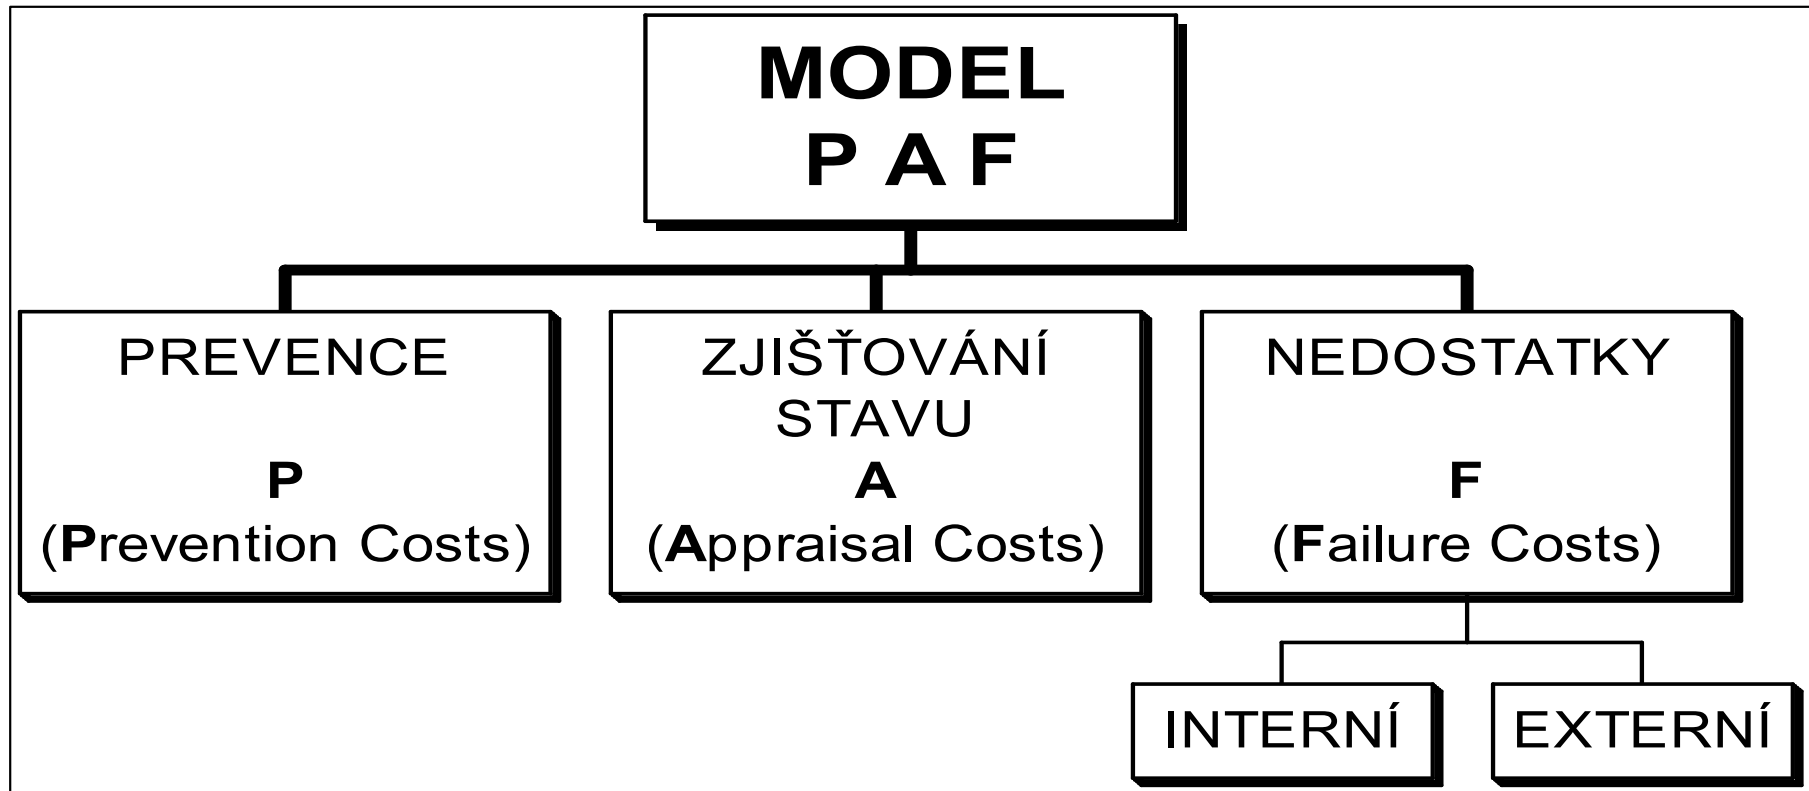 MODEL
P A F
PREVENCE
P
(Prevention Costs)
ZJIŠŤOVÁNÍ
STAVU
A
(Appraisal Costs)
NEDOSTATKY
F
(Failure Costs)
INTERNÍ
EXTERNÍ